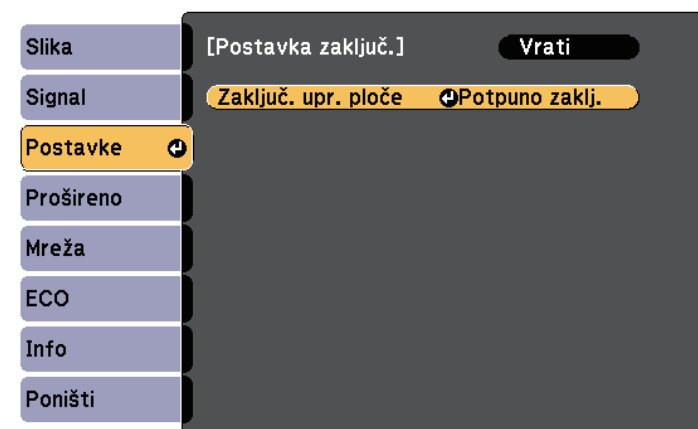 Slika
Signal
Postavke
Prošireno
Mreža
ECO
Info
Poništi
[Postavka zaključ.] Vrati
Zaključ. upr. ploče Potpuno zaklj.